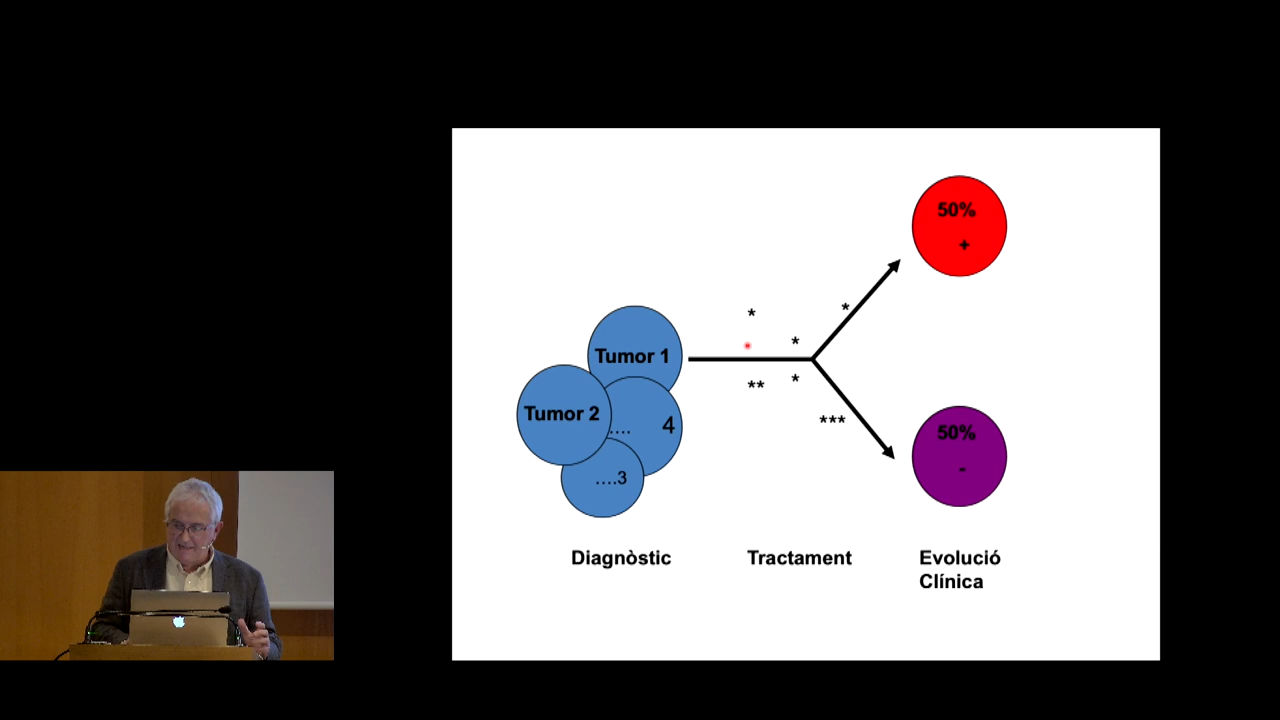 50%
+
*
*
*
Tumor 1
**
*
Tumor 2
....
4
***
50%
-
....3
Diagnòstic
Tractament
Evolució
Clínica